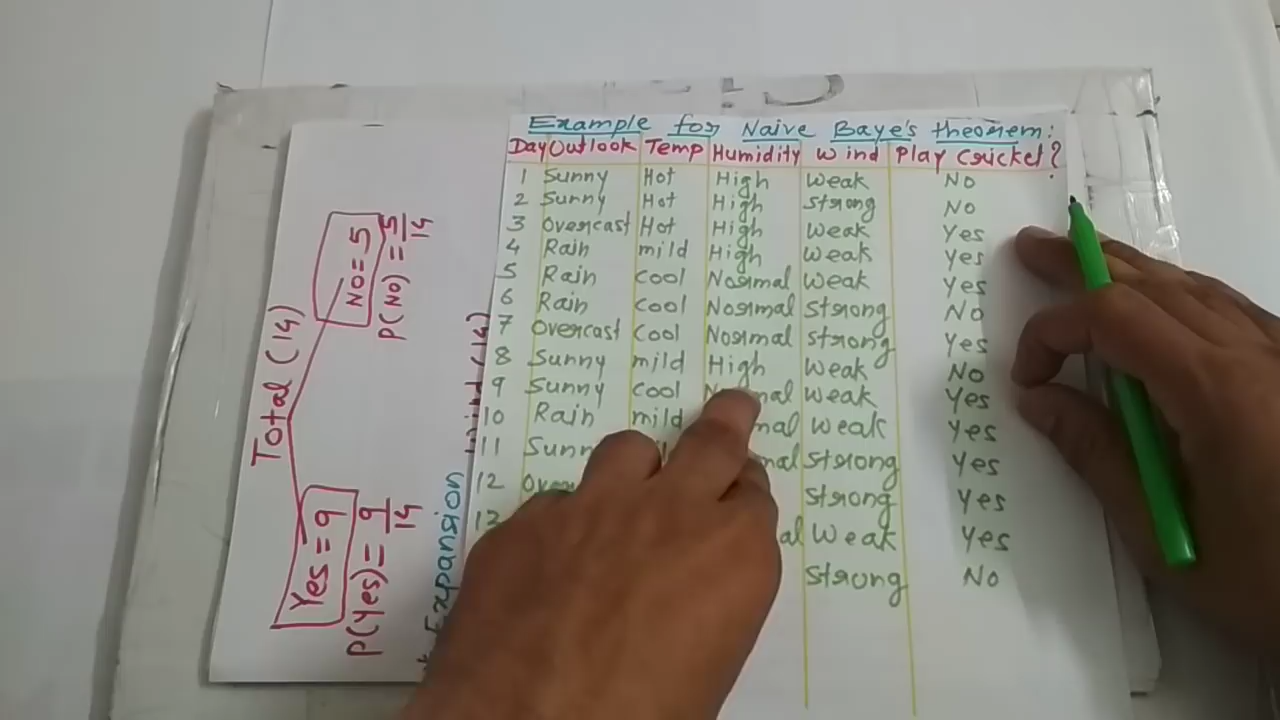 Example for Naive Baye's theorem:
Day Outlook Temp Humidity Wind Play Cricket?
1 Sunny Hot High Weak No
2 Sunny Hot High Strong No
3 Overcast Hot High Weak Yes
4 Rain mild High Weak Yes
5 Rain Cool Normal Weak Yes
6 Rain Cool Normal Strong No
7 Overcast Cool Normal Strong Yes
8 Sunny mild High Weak No
9 Sunny Cool Weak Yes
10 Rain mild Weak Yes
11 Strong Yes
12 Strong Yes
13 Weak Yes
Strong No
Total (14)
Yes = 9
NO = 5
P(Yes) = 9/14
P(NO) = 5/14
Expansion